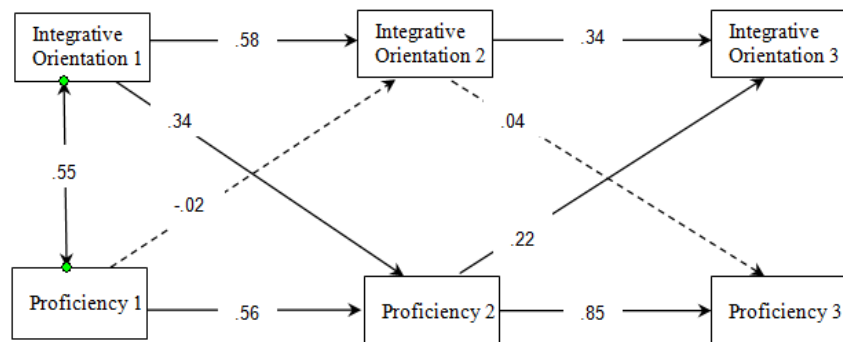 Integrative
Orientation 1
.58
Integrative
Orientation 2
.34
Integrative
Orientation 3
.34
.04
.55
-.02
.22
Proficiency 1
.56
Proficiency 2
.85
Proficiency 3